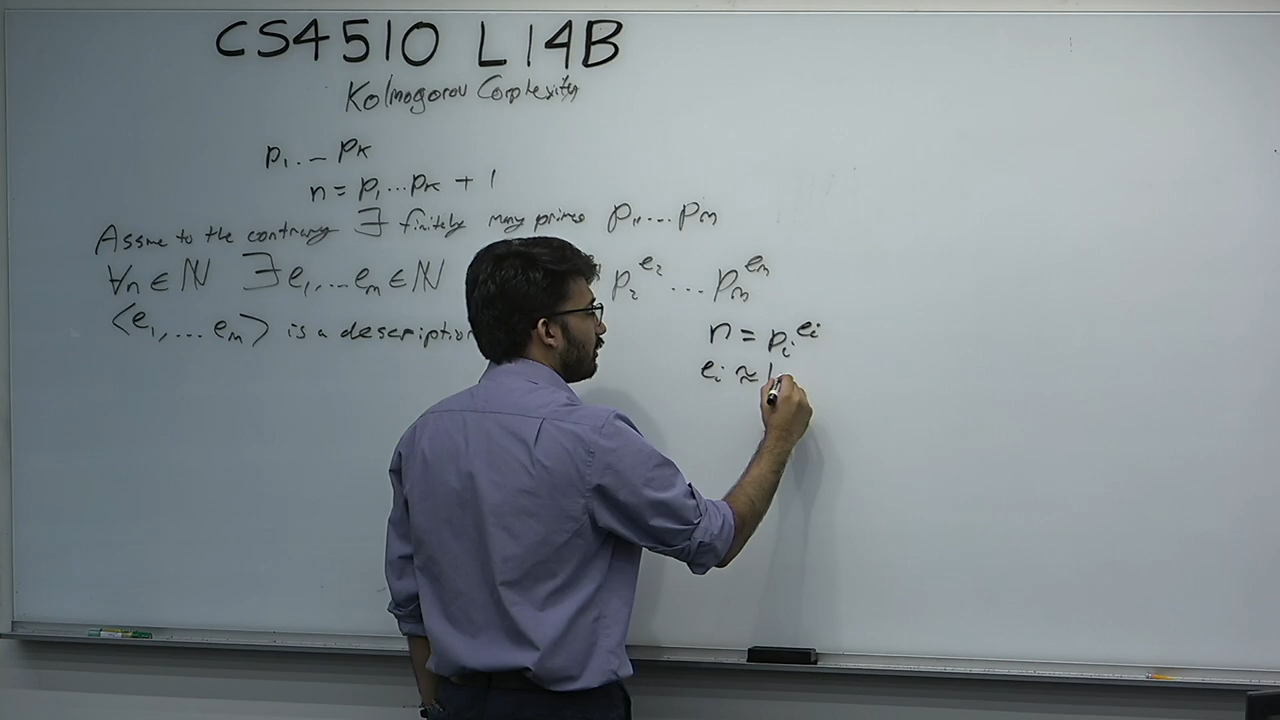 CS4510 L14B
Kolmogorov Complexity
p₁ ... pₖ
n = p₁...pₖ + 1
Assume to the contrary ∃ finitely many primes p₁,...pₘ
∀n ∈ ℕ ∃ e₁,...eₘ ∈ ℕ p₂^e₂ ... pₘ^eₘ
⟨e₁,...eₘ⟩ is a description
n = pᵢ^eᵢ
eᵢ ≈ l